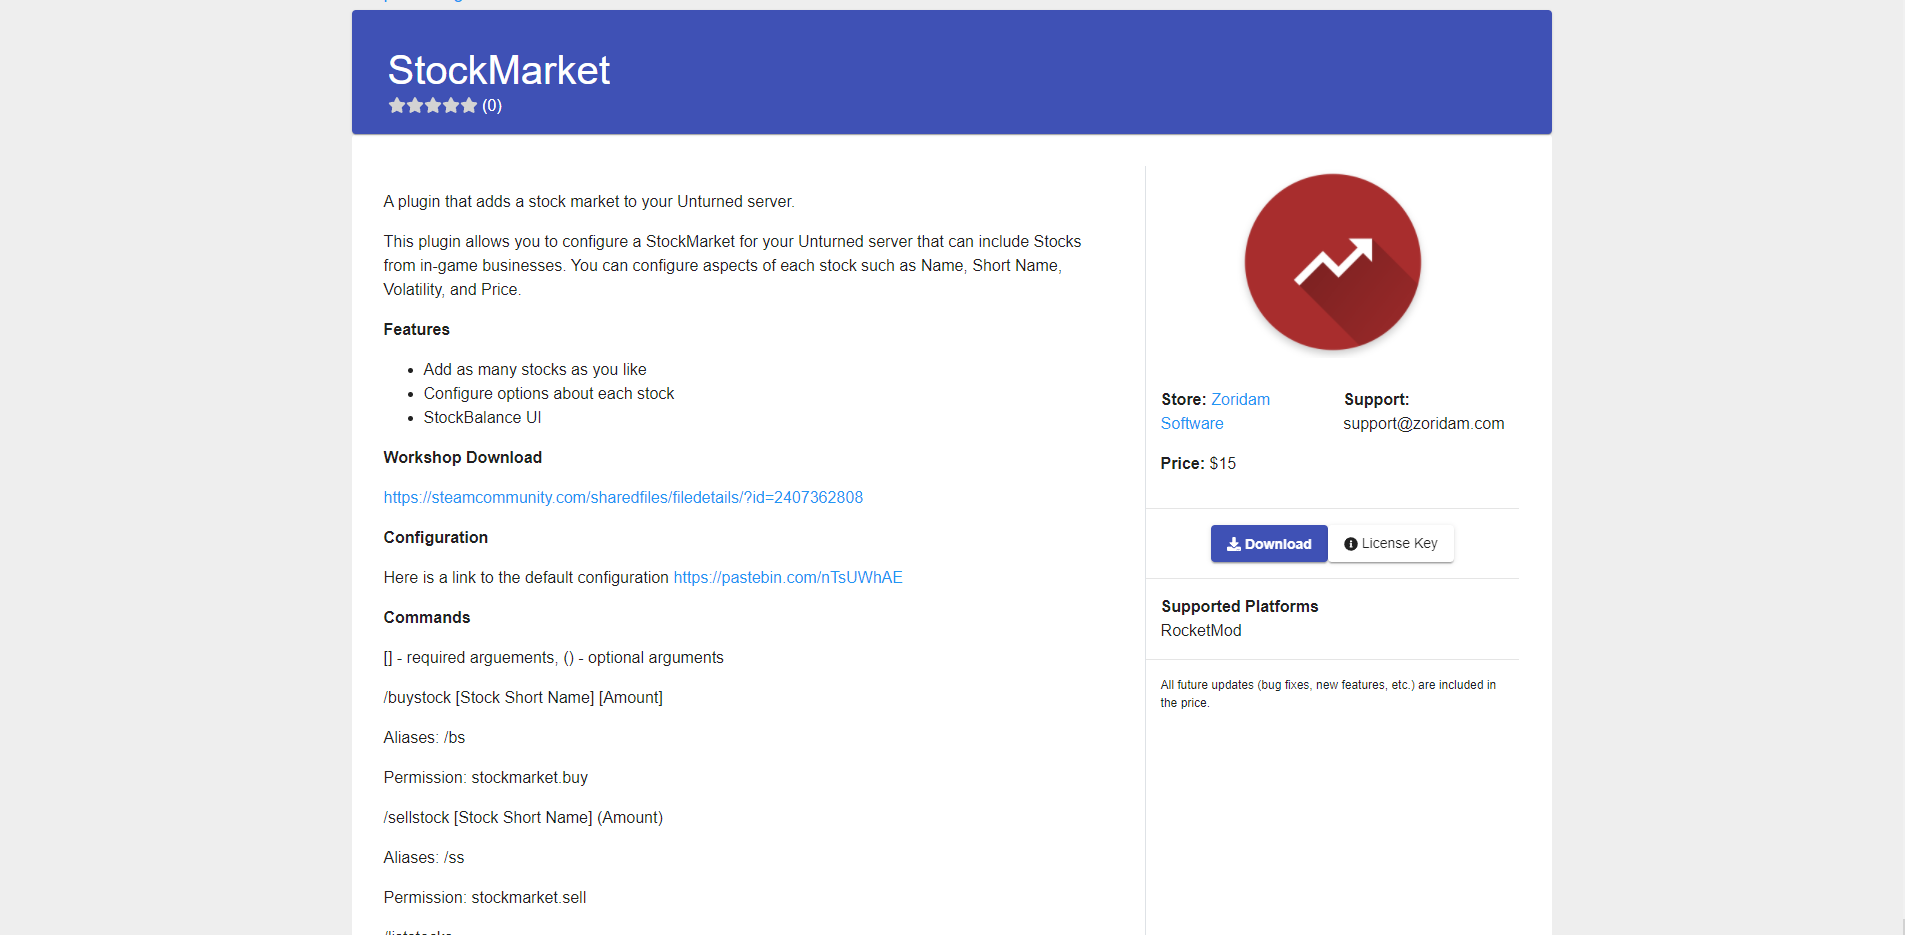 StockMarket
(0)
A plugin that adds a stock market to your Unturned server.
This plugin allows you to configure a StockMarket for your Unturned server that can include Stocks
from in-game businesses. You can configure aspects of each stock such as Name, Short Name,
Volatility, and Price.
Features
Add as many stocks as you like
Configure options about each stock
StockBalance UI
Workshop Download
https://steamcommunity.com/sharedfiles/filedetails/?id=2407362808
Configuration
Here is a link to the default configuration https://pastebin.com/nTsUWhAE
Commands
[] - required arguements, () - optional arguments
/buystock [Stock Short Name] [Amount]
Aliases: /bs
Permission: stockmarket.buy
/sellstock [Stock Short Name] (Amount)
Aliases: /ss
Permission: stockmarket.sell
Store: Zoridam
Software
Support:
support@zoridam.com
Price: $15
Download
License Key
Supported Platforms
RocketMod
All future updates (bug fixes, new features, etc.) are included in
the price.